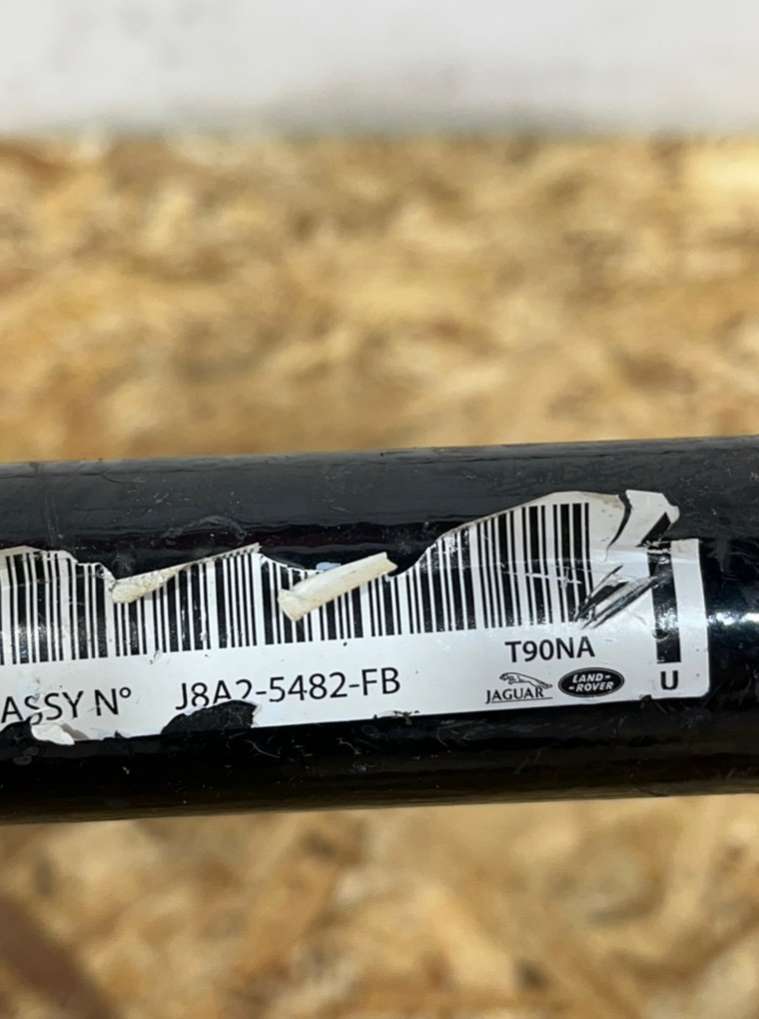 T90NA
ASSY N° J8A2-5482-FB
JAGUAR LAND-ROVER U